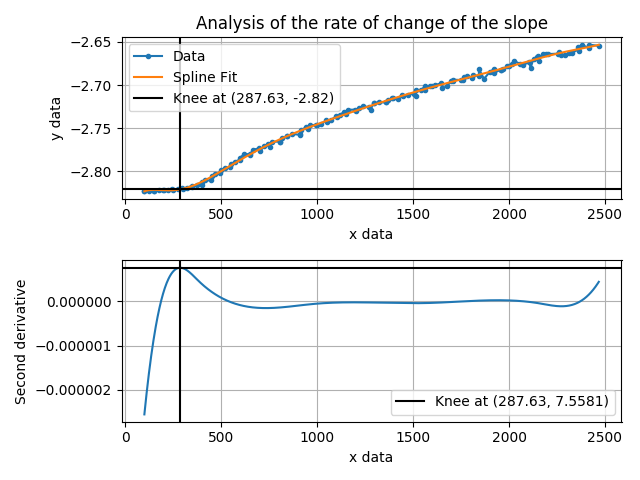 Analysis of the rate of change of the slope
−2.65
−2.70
−2.75
−2.80
y data
Data
Spline Fit
Knee at (287.63, -2.82)
0
500
1000
1500
2000
2500
x data
0.000000
−0.000001
−0.000002
Second derivative
Knee at (287.63, 7.5581)
0
500
1000
1500
2000
2500
x data